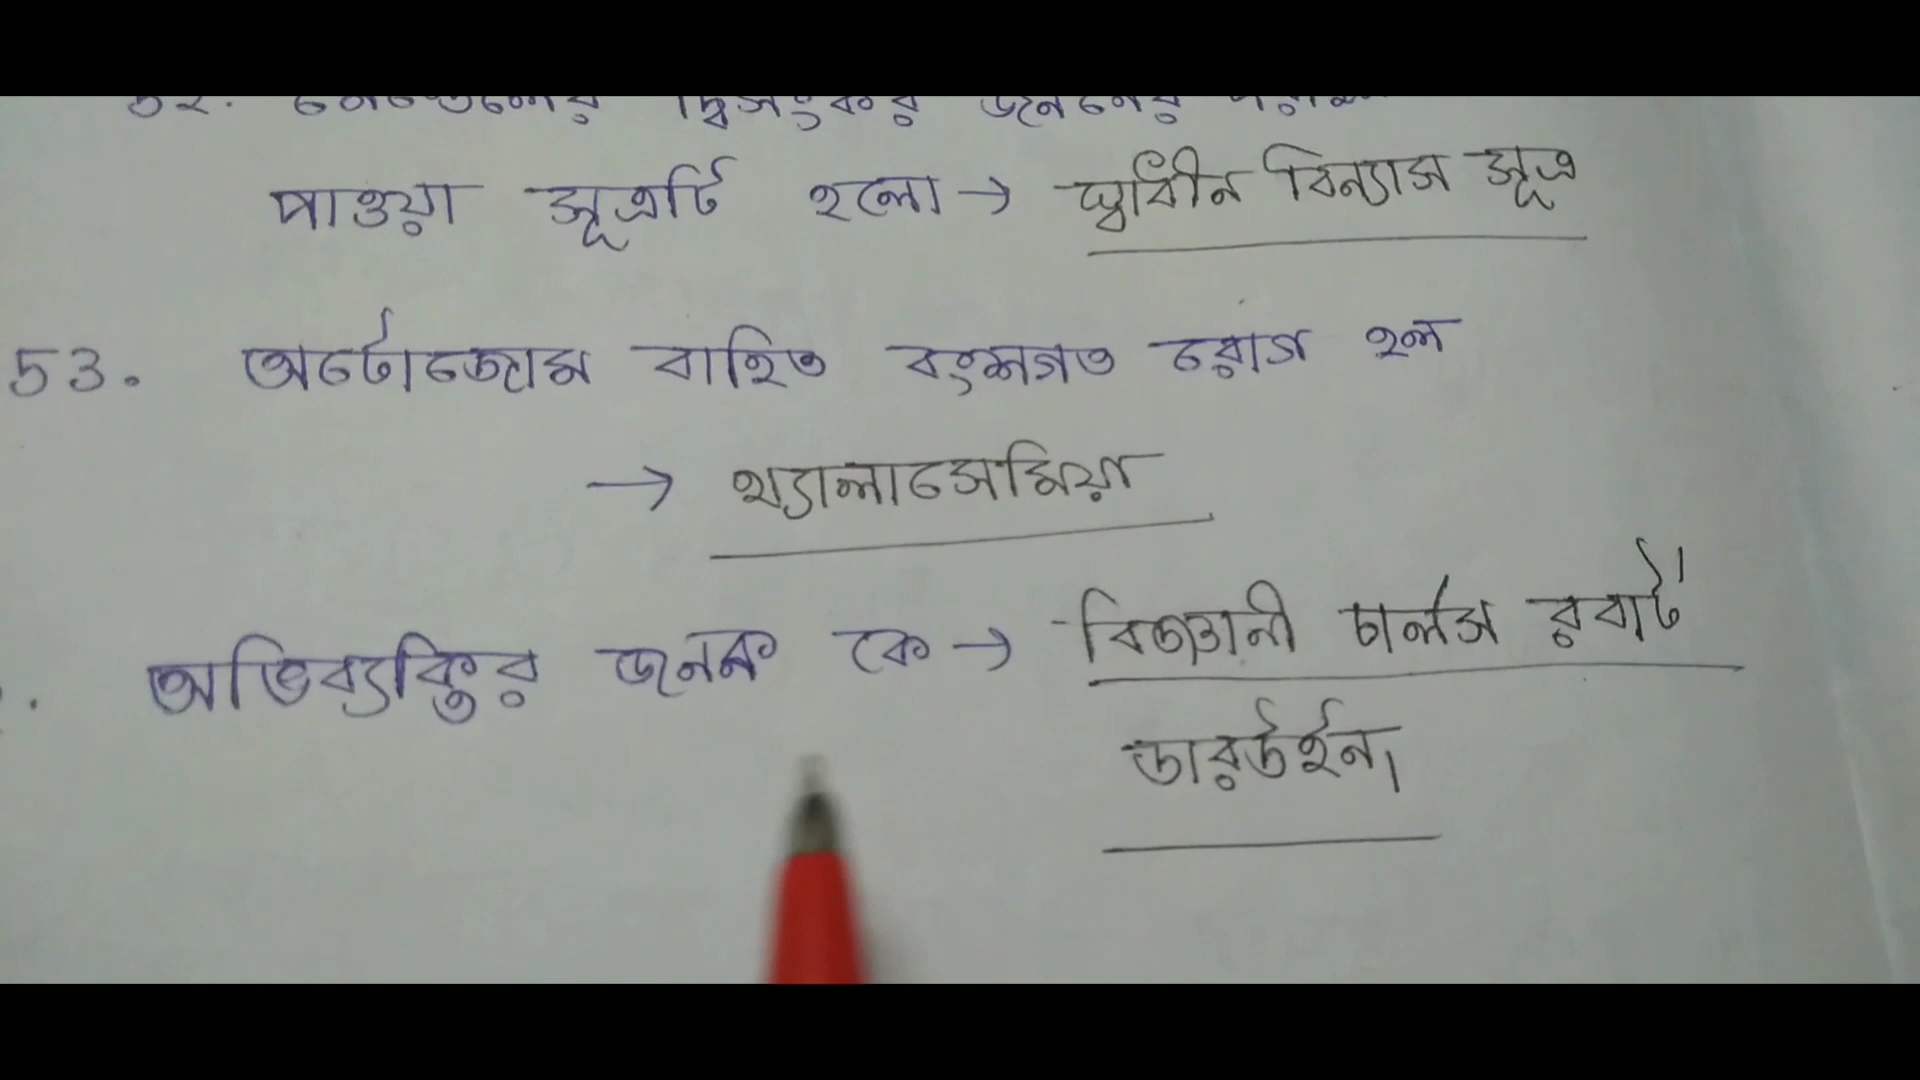 পাওয়া সূত্রটি হলো → স্বাধীন বিন্যাস সূত্র
53. অটোজোম বাহিত বংশগত রোগ হল
→ থ্যালাসেমিয়া
অভিব্যক্তির জনক কে → বিজ্ঞানী চার্লস রবার্ট
ডারউইন।